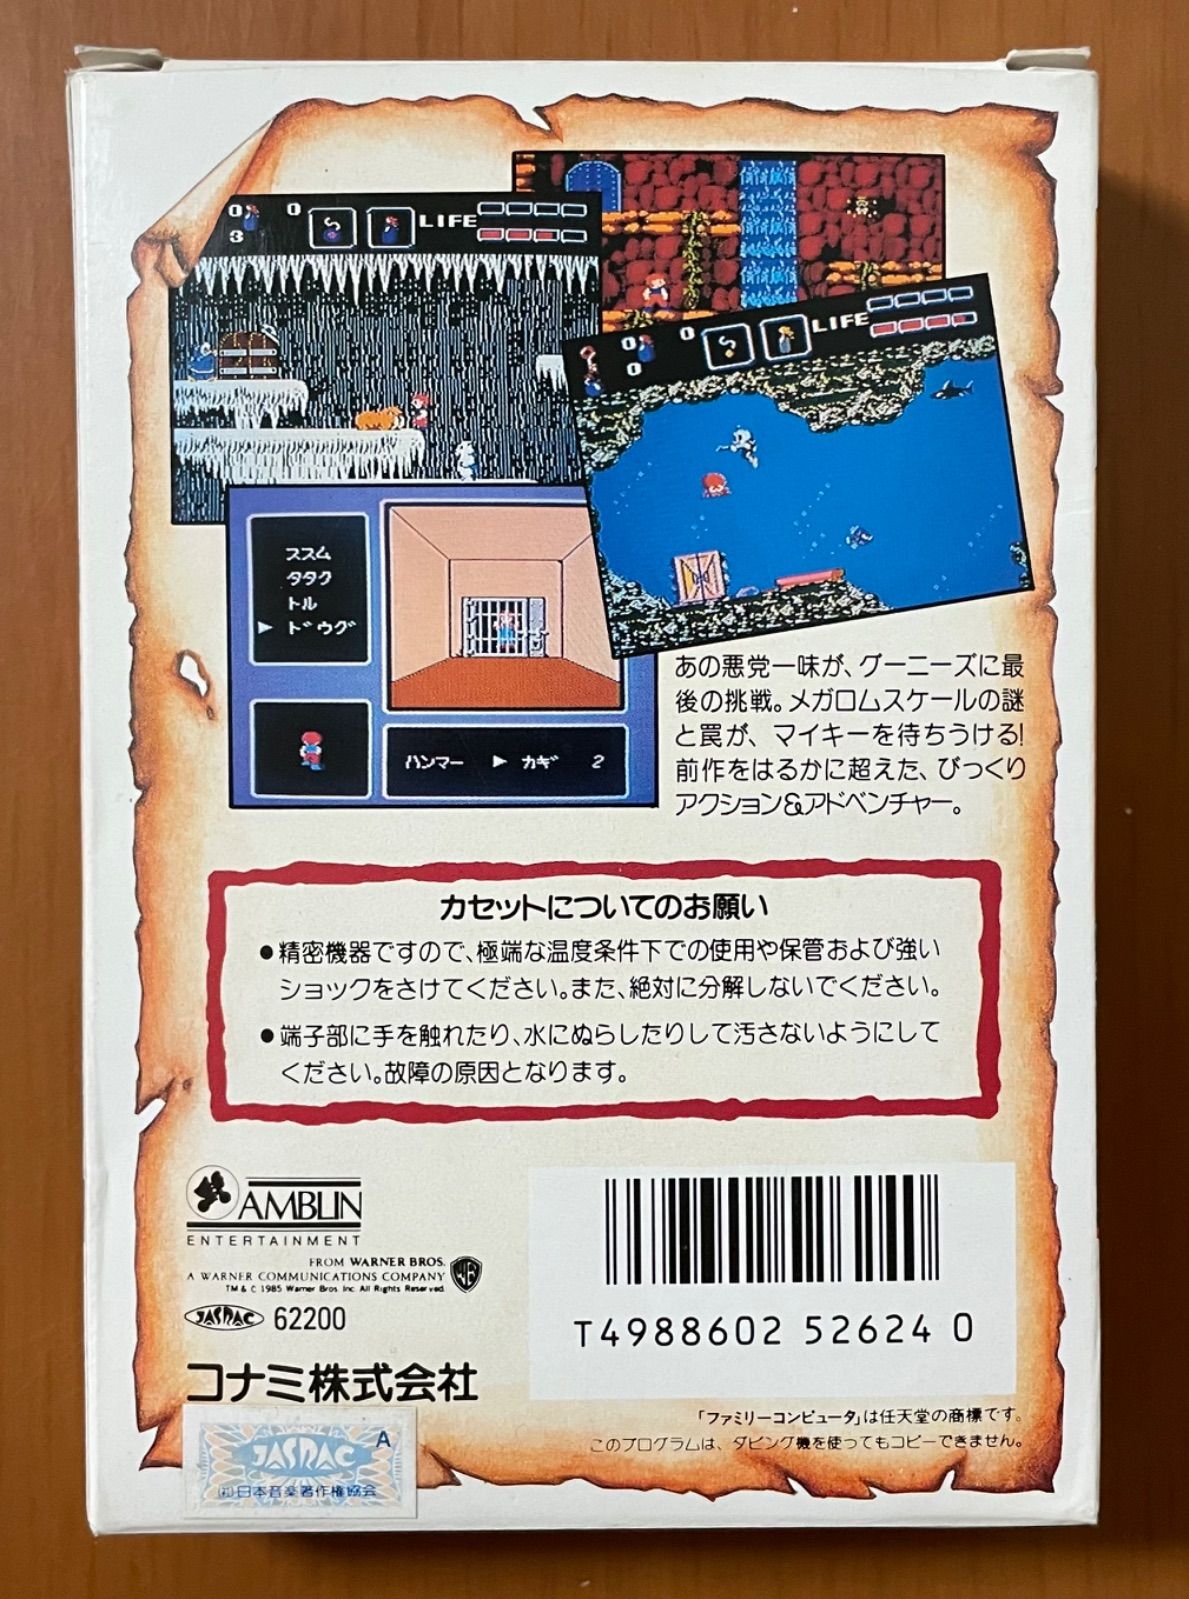 0 0
3
LIFE
0 0
0
LIFE
ススム
タタク
トル
▶ ドウグ
ハンマー ▶ カギ 2
あの悪党一味が、グーニーズに最
後の挑戦。メガロムスケールの謎
と罠が、マイキーを待ちうける!
前作をはるかに超えた、びっくり
アクション&アドベンチャー。
カセットについてのお願い
●精密機器ですので、極端な温度条件下での使用や保管および強い
ショックをさけてください。また、絶対に分解しないでください。
●端子部に手を触れたり、水にぬらしたりして汚さないようにして
ください。故障の原因となります。
AMBLIN
ENTERTAINMENT
FROM WARNER BROS.
A WARNER COMMUNICATIONS COMPANY
TM & C 1985 Warner Bros. Inc. All Rights Reserved.
WB
JASRAC 62200
コナミ株式会社
T4988602 52624 0
「ファミリーコンピュータ」は任天堂の商標です。
このプログラムは、ダビング機を使ってもコピーできません。
JASRAC A
(社)日本音楽著作権協会